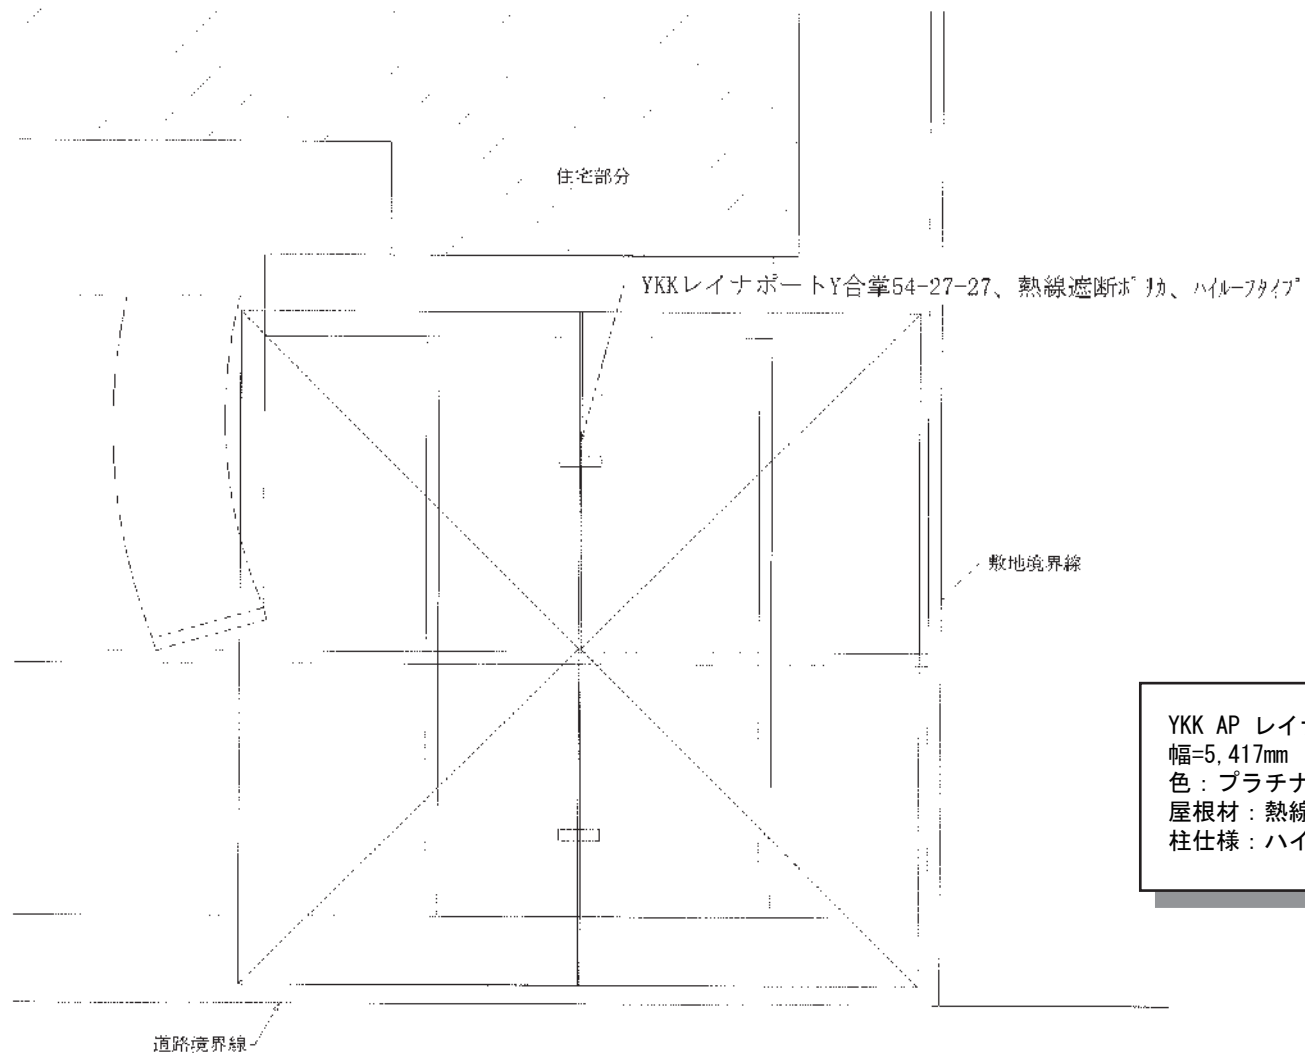 住宅部分
YKKレイナポートY合掌54-27-27、熱線遮断ポリカ、ハイルーフタイプ
敷地境界線
YKK AP レイ
幅=5,417mm
色：プラチナ
屋根材：熱線
柱仕様：ハイ
道路境界線